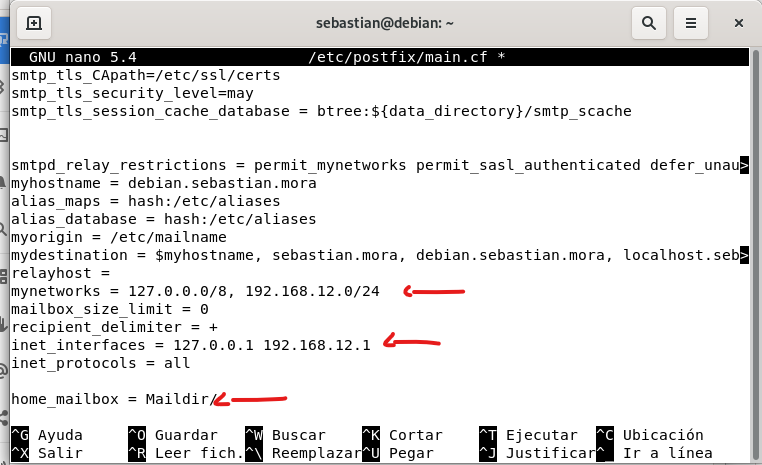 sebastian@debian: ~
GNU nano 5.4 /etc/postfix/main.cf *
smtp_tls_CApath=/etc/ssl/certs
smtp_tls_security_level=may
smtp_tls_session_cache_database = btree:${data_directory}/smtp_scache
smtpd_relay_restrictions = permit_mynetworks permit_sasl_authenticated defer_unau>
myhostname = debian.sebastian.mora
alias_maps = hash:/etc/aliases
alias_database = hash:/etc/aliases
myorigin = /etc/mailname
mydestination = $myhostname, sebastian.mora, debian.sebastian.mora, localhost.seb>
relayhost =
mynetworks = 127.0.0.0/8, 192.168.12.0/24
mailbox_size_limit = 0
recipient_delimiter = +
inet_interfaces = 127.0.0.1 192.168.12.1
inet_protocols = all
home_mailbox = Maildir/
^G Ayuda ^O Guardar ^W Buscar ^K Cortar ^T Ejecutar ^C Ubicación
^X Salir ^R Leer fich. ^\ Reemplazar ^U Pegar ^J Justificar ^_ Ir a línea